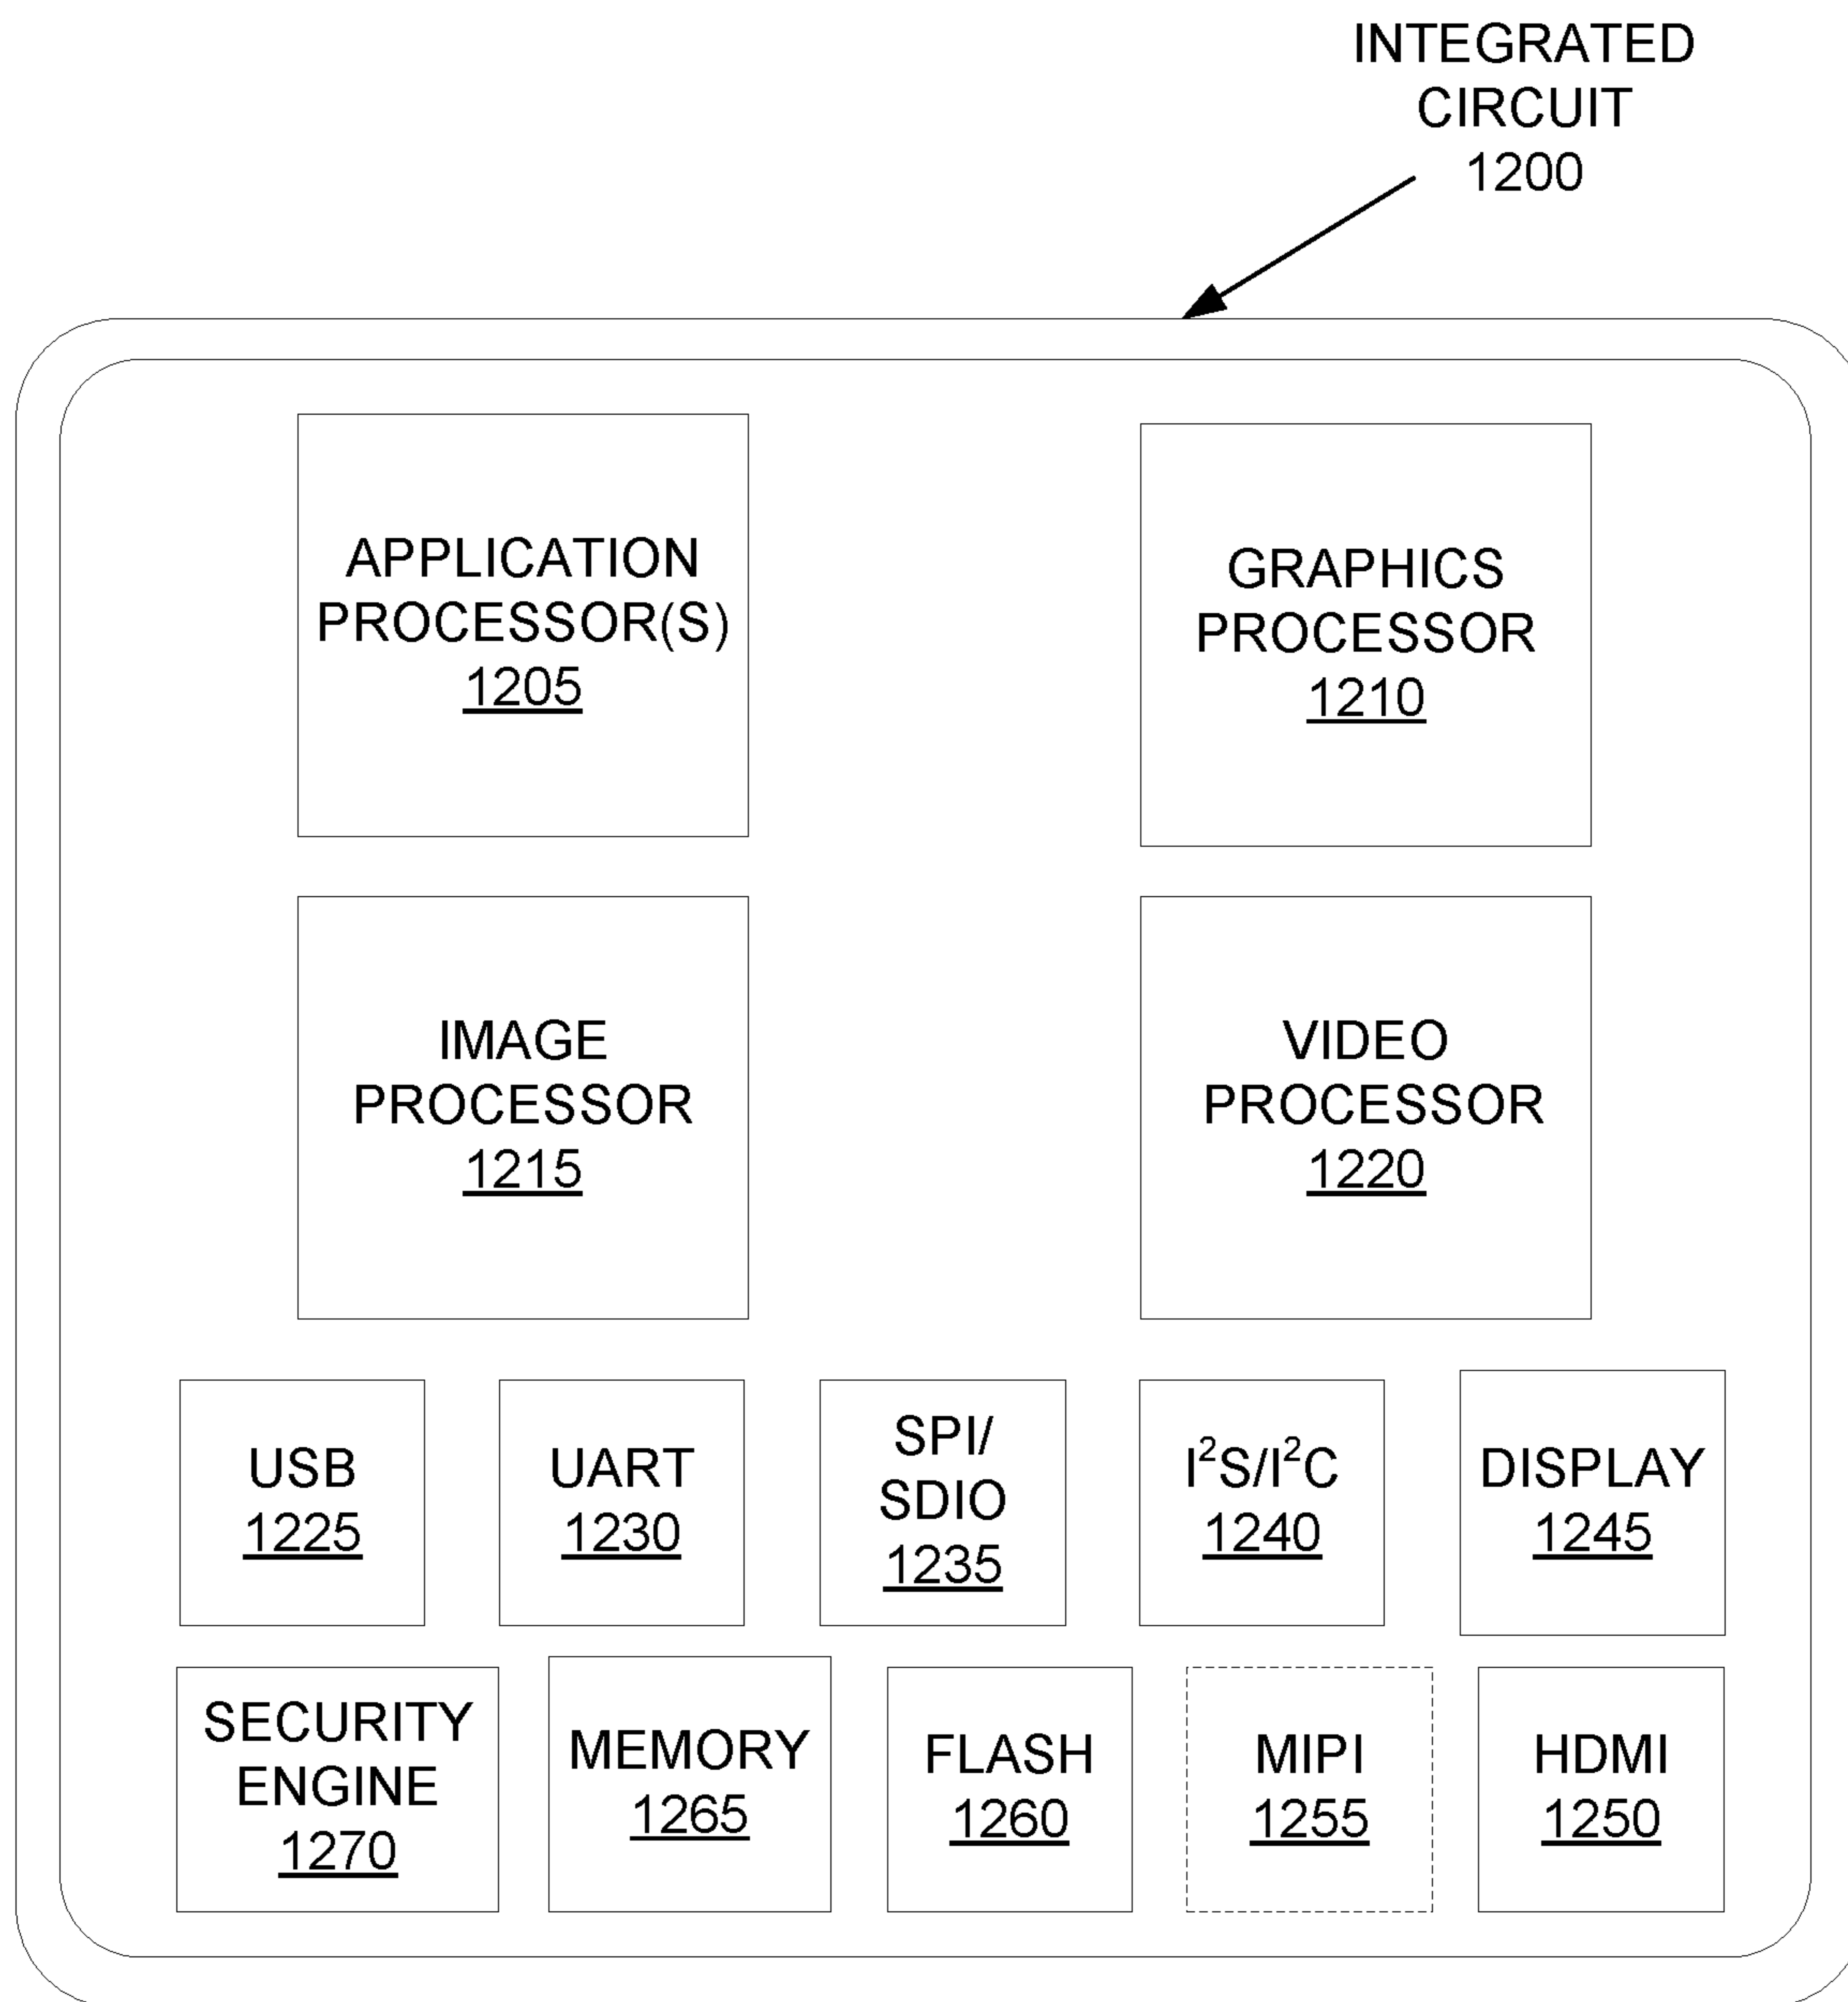 INTEGRATED
CIRCUIT
1200
APPLICATION
PROCESSOR(S)
1205
GRAPHICS
PROCESSOR
1210
IMAGE
PROCESSOR
1215
VIDEO
PROCESSOR
1220
USB
1225
UART
1230
SPI/
SDIO
1235
I²S/I²C
1240
DISPLAY
1245
SECURITY
ENGINE
1270
MEMORY
1265
FLASH
1260
MIPI
1255
HDMI
1250